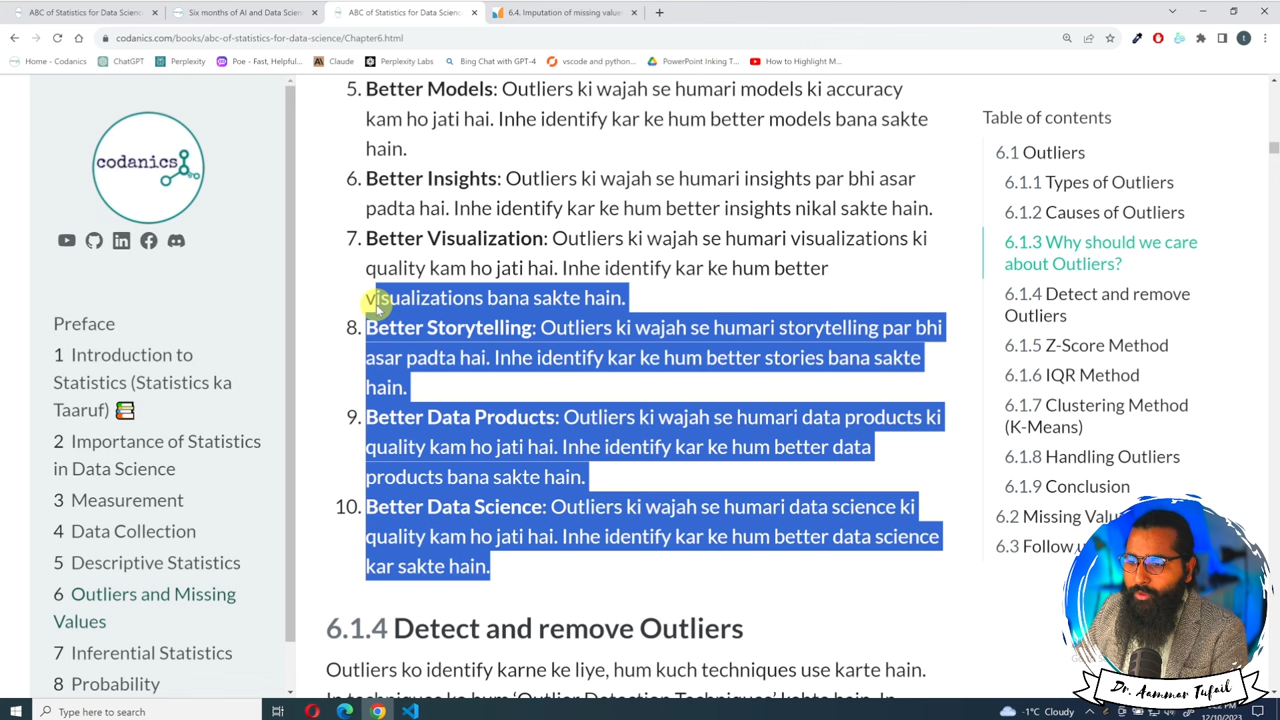 ABC of Statistics for Data Scienc
Six months of AI and Data Scien
ABC of Statistics for Data Scienc
6.4. Imputation of missing value
codanics.com/books/abc-of-statistics-for-data-science/Chapter6.html
Home - Codanics
ChatGPT
Perplexity
Poe - Fast, Helpful...
Claude
Perplexity Labs
Bing Chat with GPT-4
vscode and python...
PowerPoint Inking T...
How to Highlight M...
codanics
Preface
1 Introduction to
Statistics (Statistics ka
Taaruf)
2 Importance of Statistics
in Data Science
3 Measurement
4 Data Collection
5 Descriptive Statistics
6 Outliers and Missing
Values
7 Inferential Statistics
8 Probability
5. Better Models: Outliers ki wajah se humari models ki accuracy
kam ho jati hai. Inhe identify kar ke hum better models bana sakte
hain.
6. Better Insights: Outliers ki wajah se humari insights par bhi asar
padta hai. Inhe identify kar ke hum better insights nikal sakte hain.
7. Better Visualization: Outliers ki wajah se humari visualizations ki
quality kam ho jati hai. Inhe identify kar ke hum better
visualizations bana sakte hain.
8. Better Storytelling: Outliers ki wajah se humari storytelling par bhi
asar padta hai. Inhe identify kar ke hum better stories bana sakte
hain.
9. Better Data Products: Outliers ki wajah se humari data products ki
quality kam ho jati hai. Inhe identify kar ke hum better data
products bana sakte hain.
10. Better Data Science: Outliers ki wajah se humari data science ki
quality kam ho jati hai. Inhe identify kar ke hum better data science
kar sakte hain.
6.1.4 Detect and remove Outliers
Outliers ko identify karne ke liye, hum kuch techniques use karte hain.
Table of contents
6.1 Outliers
6.1.1 Types of Outliers
6.1.2 Causes of Outliers
6.1.3 Why should we care
about Outliers?
6.1.4 Detect and remove
Outliers
6.1.5 Z-Score Method
6.1.6 IQR Method
6.1.7 Clustering Method
(K-Means)
6.1.8 Handling Outliers
6.1.9 Conclusion
6.2 Missing Valu
6.3 Follow
Dr. Aammar Tufail
Type here to search
-1°C Cloudy
12/10/2023